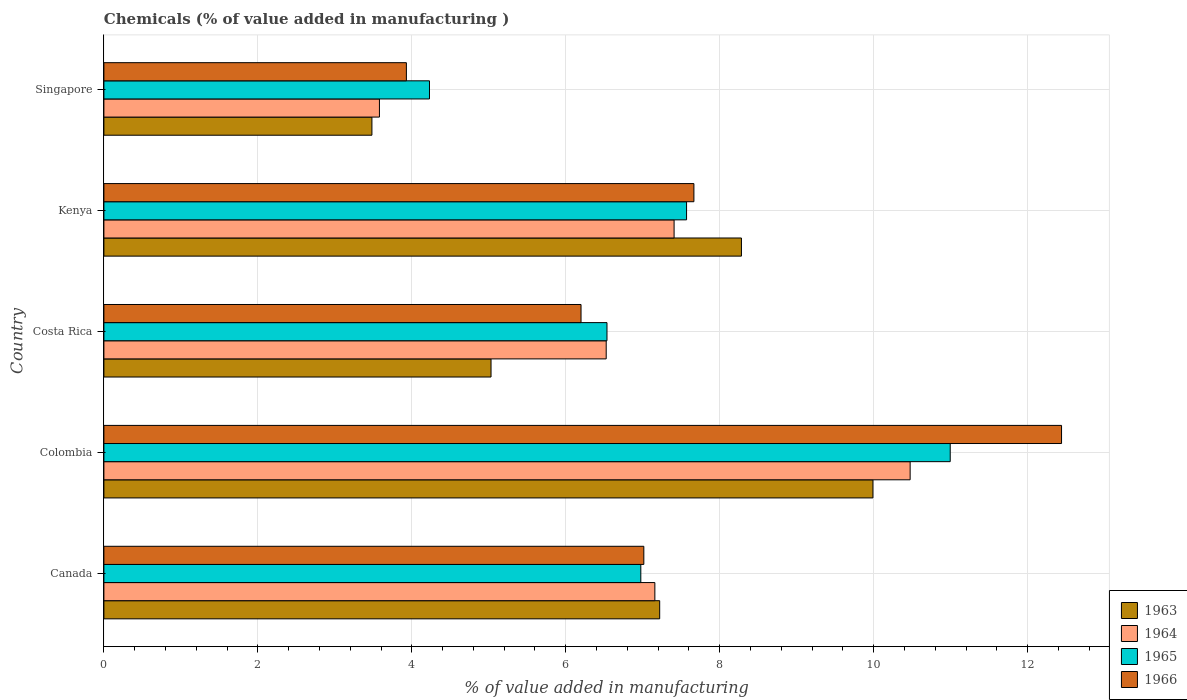 Chemicals (% of value added in manufacturing )
Singapore
Kenya
Costa Rica
Colombia
Canada
Country
0
2
4
6
8
10
12
% of value added in manufacturing
1963
1964
1965
1966